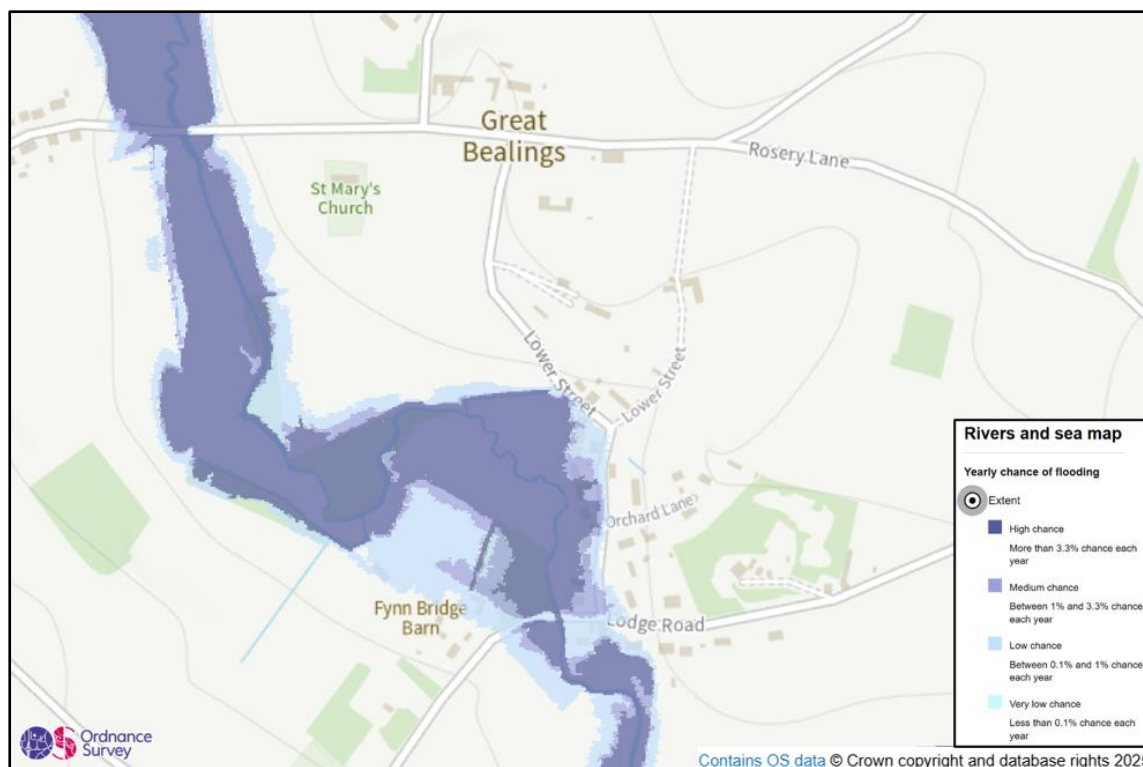 Great
Bealings
Rosery Lane
St Mary's
Church
Lower Street
Lower Street
Orchard Lane
Fynn Bridge
Barn
Lodge Road
Rivers and sea map
Yearly chance of flooding
Extent
High chance
More than 3.3% chance each
year
Medium chance
Between 1% and 3.3% chance
each year
Low chance
Between 0.1% and 1% chance
each year
Very low chance
Less than 0.1% chance each
year
OS Ordnance
Survey
Contains OS data © Crown copyright and database rights 2025